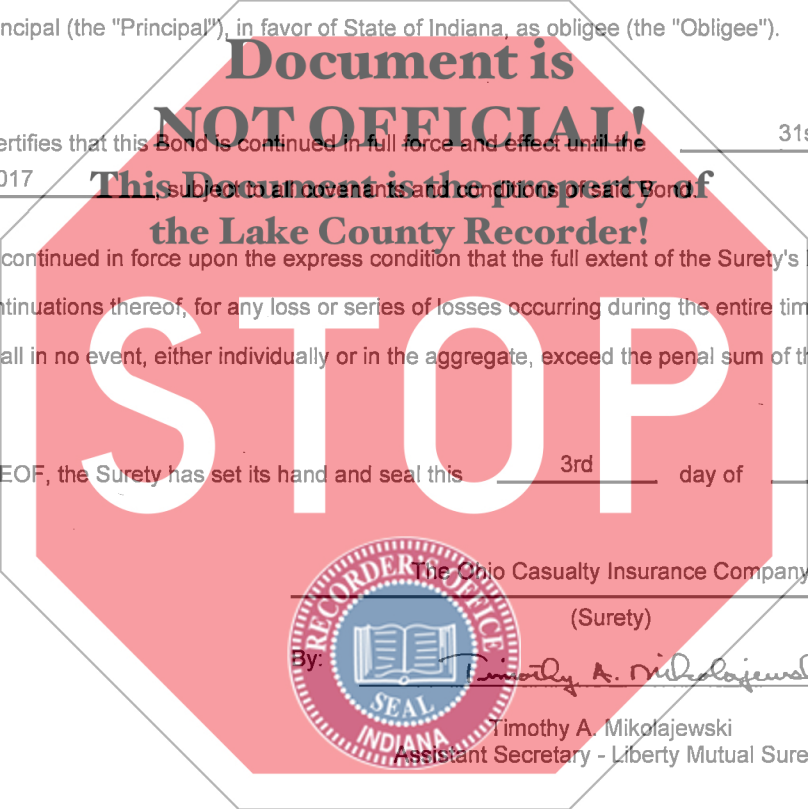 ncipal (the "Principal"), in favor of State of Indiana, as obligee (the "Obligee").
Document is
NOT OFFICIAL!
ertifies that this Bond is continued in full force and effect until the 31s
017 , subject to all covenants and conditions of said Bond.
This Document is the property of
the Lake County Recorder!
continued in force upon the express condition that the full extent of the Surety's
ntinuations thereof, for any loss or series of losses occurring during the entire tim
all in no event, either individually or in the aggregate, exceed the penal sum of th
STOP
EOF, the Surety has set its hand and seal this 3rd day of
The Ohio Casualty Insurance Company
(Surety)
By: Timothy A. Mikolajews
RECORDER'S OFFICE
SEAL
INDIANA
Timothy A. Mikolajewski
Assistant Secretary - Liberty Mutual Sure